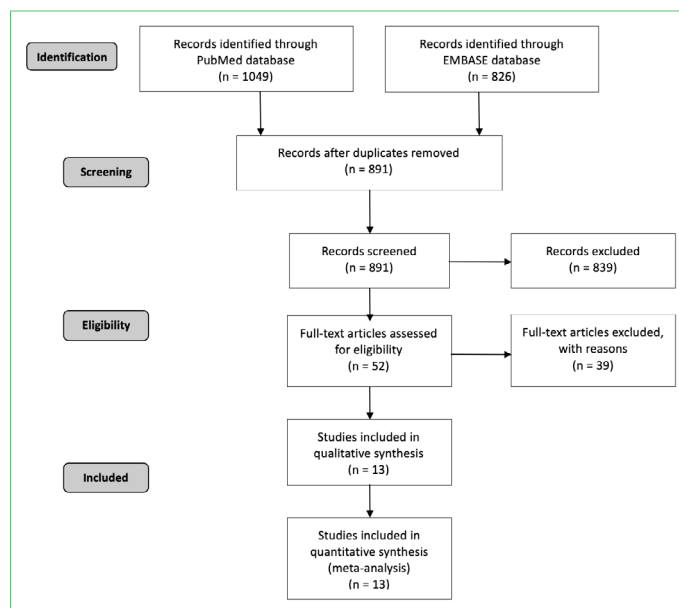 Identification
Records identified through
PubMed database
(n = 1049)
Records identified through
EMBASE database
(n = 826)
Screening
Records after duplicates removed
(n = 891)
Records screened
(n = 891)
Records excluded
(n = 839)
Eligibility
Full-text articles assessed
for eligibility
(n = 52)
Full-text articles excluded,
with reasons
(n = 39)
Included
Studies included in
qualitative synthesis
(n = 13)
Studies included in
quantitative synthesis
(meta-analysis)
(n = 13)